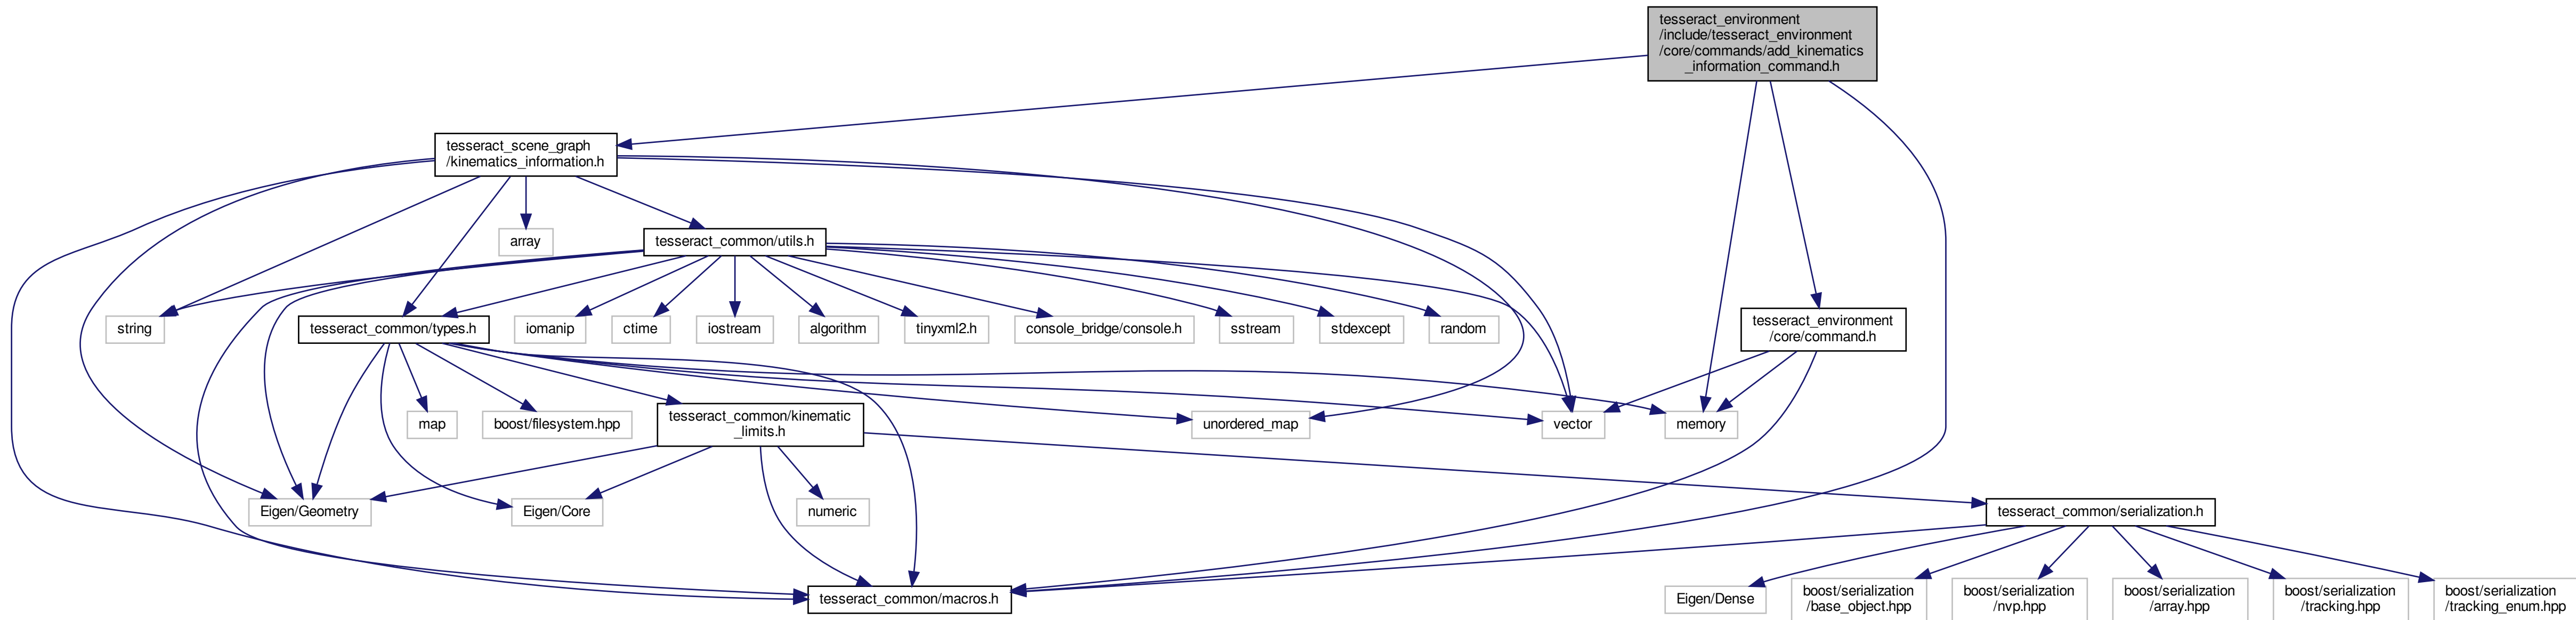 tesseract_environment
/include/tesseract_environment
/core/commands/add_kinematics
_information_command.h
tesseract_scene_graph
/kinematics_information.h
array
tesseract_common/utils.h
string
tesseract_common/types.h
iomanip
ctime
iostream
algorithm
tinyxml2.h
console_bridge/console.h
sstream
stdexcept
random
tesseract_environment
/core/command.h
map
boost/filesystem.hpp
tesseract_common/kinematic
_limits.h
unordered_map
vector
memory
Eigen/Geometry
Eigen/Core
numeric
tesseract_common/serialization.h
tesseract_common/macros.h
Eigen/Dense
boost/serialization
/base_object.hpp
boost/serialization
/nvp.hpp
boost/serialization
/array.hpp
boost/serialization
/tracking.hpp
boost/serialization
/tracking_enum.hpp